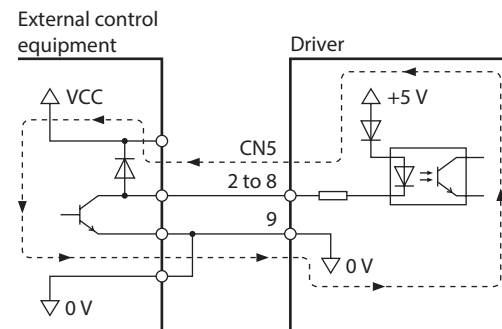 External control
equipment
Driver
VCC
+5 V
CN5
2 to 8
9
0 V
0 V